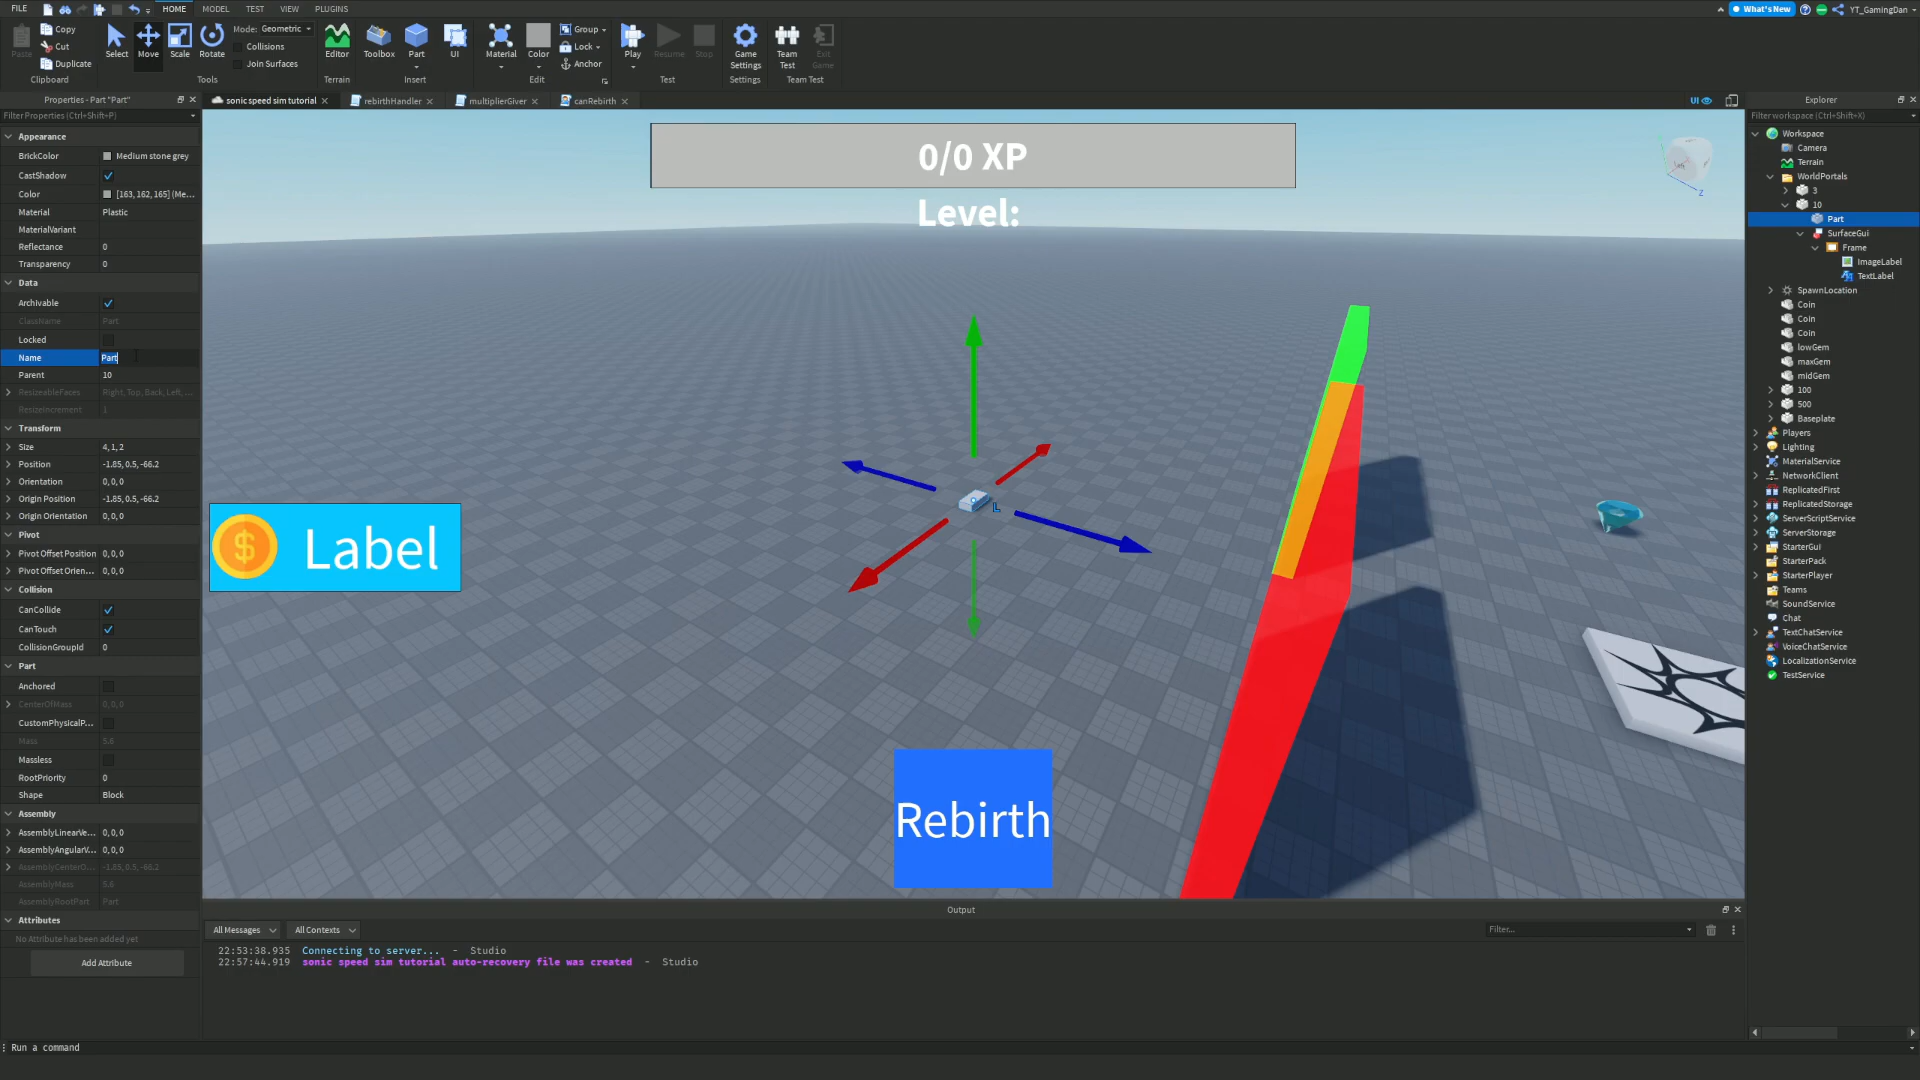 FILE HOME MODEL TEST VIEW PLUGINS What's New YT_GamingDan
Paste Copy Cut Duplicate Select Move Scale Rotate Mode: Geometric Collisions Join Surfaces Editor Toolbox Part UI Material Color Group Lock Anchor Play Resume Stop Game Settings Team Test Exit Game
Clipboard Tools Terrain Insert Edit Test Settings Team Test
Properties - Part "Part"
Filter Properties (Ctrl+Shift+P)
Appearance
BrickColor Medium stone grey
CastShadow
Color [163, 162, 165] (Me...
Material Plastic
MaterialVariant
Reflectance 0
Transparency 0
Data
Archivable
ClassName Part
Locked
Name Part
Parent 10
ResizeableFaces Right, Top, Back, Left, ...
ResizeIncrement 1
Transform
Size 4, 1, 2
Position -1.85, 0.5, -66.2
Orientation 0, 0, 0
Origin Position -1.85, 0.5, -66.2
Origin Orientation 0, 0, 0
Pivot
Pivot Offset Position 0, 0, 0
Pivot Offset Orien... 0, 0, 0
Collision
CanCollide
CanTouch
CollisionGroupId 0
Part
Anchored
CenterOfMass 0, 0, 0
CustomPhysicalP...
Mass 5.6
Massless
RootPriority 0
Shape Block
Assembly
AssemblyLinearVe... 0, 0, 0
AssemblyAngularV... 0, 0, 0
AssemblyCenterO... -1.85, 0.5, -66.2
AssemblyMass 5.6
AssemblyRootPart Part
Attributes
No Attribute has been added yet
Add Attribute
sonic speed sim tutorial rebirthHandler multiplierGiver canRebirth
UI
0/0 XP
Level:
L
$ Label
Rebirth
Z
Output
All Messages All Contexts Filter...
22:53:38.935 Connecting to server... - Studio
22:57:44.919 sonic speed sim tutorial auto-recovery file was created - Studio
Run a command
Explorer
Filter workspace (Ctrl+Shift+X)
Workspace
Camera
Terrain
WorldPortals
3
10
Part
SurfaceGui
Frame
ImageLabel
TextLabel
SpawnLocation
Coin
Coin
Coin
lowGem
maxGem
midGem
100
500
Baseplate
Players
Lighting
MaterialService
NetworkClient
ReplicatedFirst
ReplicatedStorage
ServerScriptService
ServerStorage
StarterGui
StarterPack
StarterPlayer
Teams
SoundService
Chat
TextChatService
VoiceChatService
LocalizationService
TestService